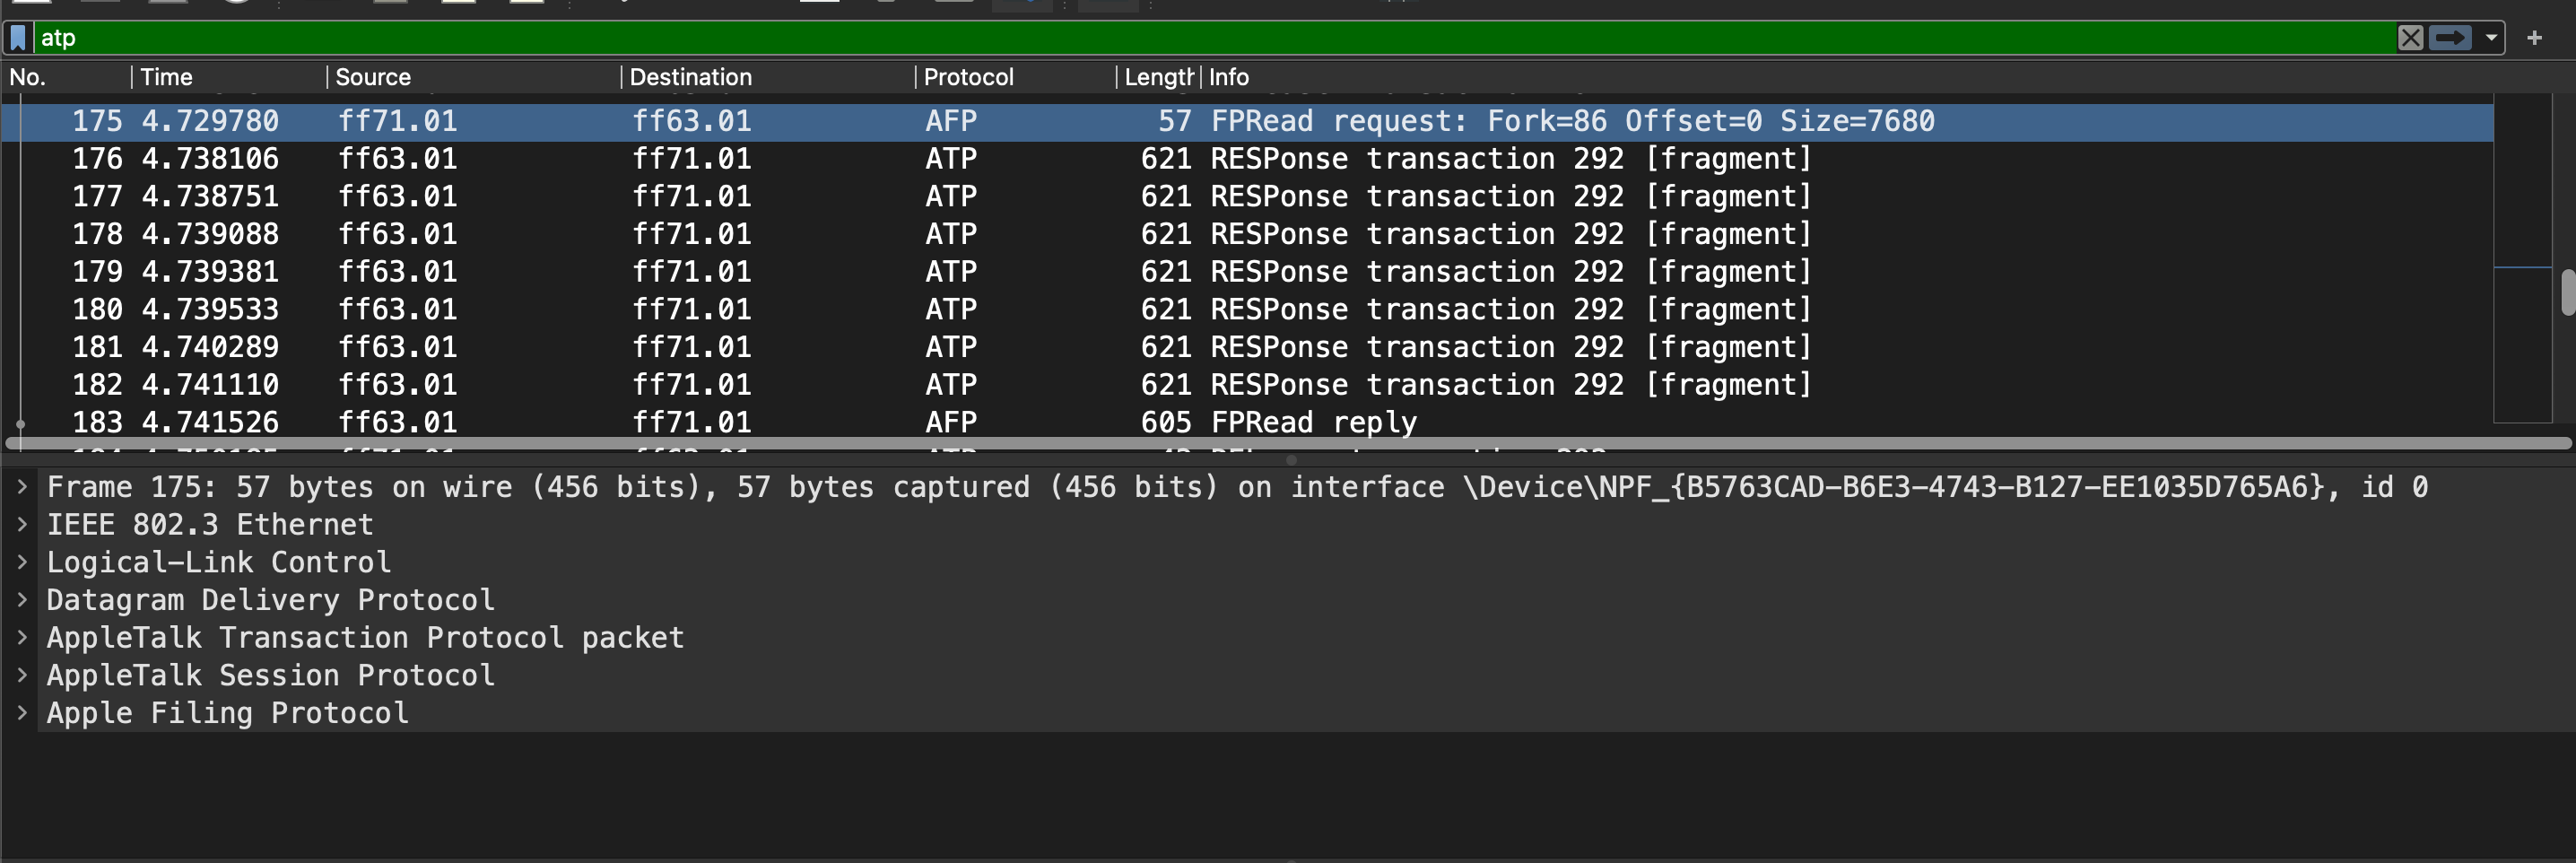 atp
No. Time Source Destination Protocol Length Info
175 4.729780 ff71.01 ff63.01 AFP 57 FPRead request: Fork=86 Offset=0 Size=7680
176 4.738106 ff63.01 ff71.01 ATP 621 RESPonse transaction 292 [fragment]
177 4.738751 ff63.01 ff71.01 ATP 621 RESPonse transaction 292 [fragment]
178 4.739088 ff63.01 ff71.01 ATP 621 RESPonse transaction 292 [fragment]
179 4.739381 ff63.01 ff71.01 ATP 621 RESPonse transaction 292 [fragment]
180 4.739533 ff63.01 ff71.01 ATP 621 RESPonse transaction 292 [fragment]
181 4.740289 ff63.01 ff71.01 ATP 621 RESPonse transaction 292 [fragment]
182 4.741110 ff63.01 ff71.01 ATP 621 RESPonse transaction 292 [fragment]
183 4.741526 ff63.01 ff71.01 AFP 605 FPRead reply
Frame 175: 57 bytes on wire (456 bits), 57 bytes captured (456 bits) on interface \Device\NPF_{B5763CAD-B6E3-4743-B127-EE1035D765A6}, id 0
IEEE 802.3 Ethernet
Logical-Link Control
Datagram Delivery Protocol
AppleTalk Transaction Protocol packet
AppleTalk Session Protocol
Apple Filing Protocol